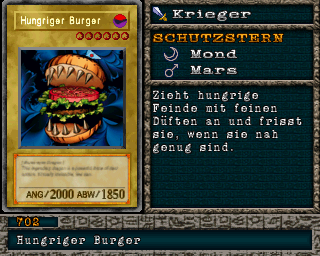 Hungriger Burger
ANG/2000 ABW/1850
Krieger
SCHUTZSTERN
Mond
Mars
Zieht hungrige
Feinde mit feinen
Düften an und frisst
sie, wenn sie nah
genug sind.
702
Hungriger Burger